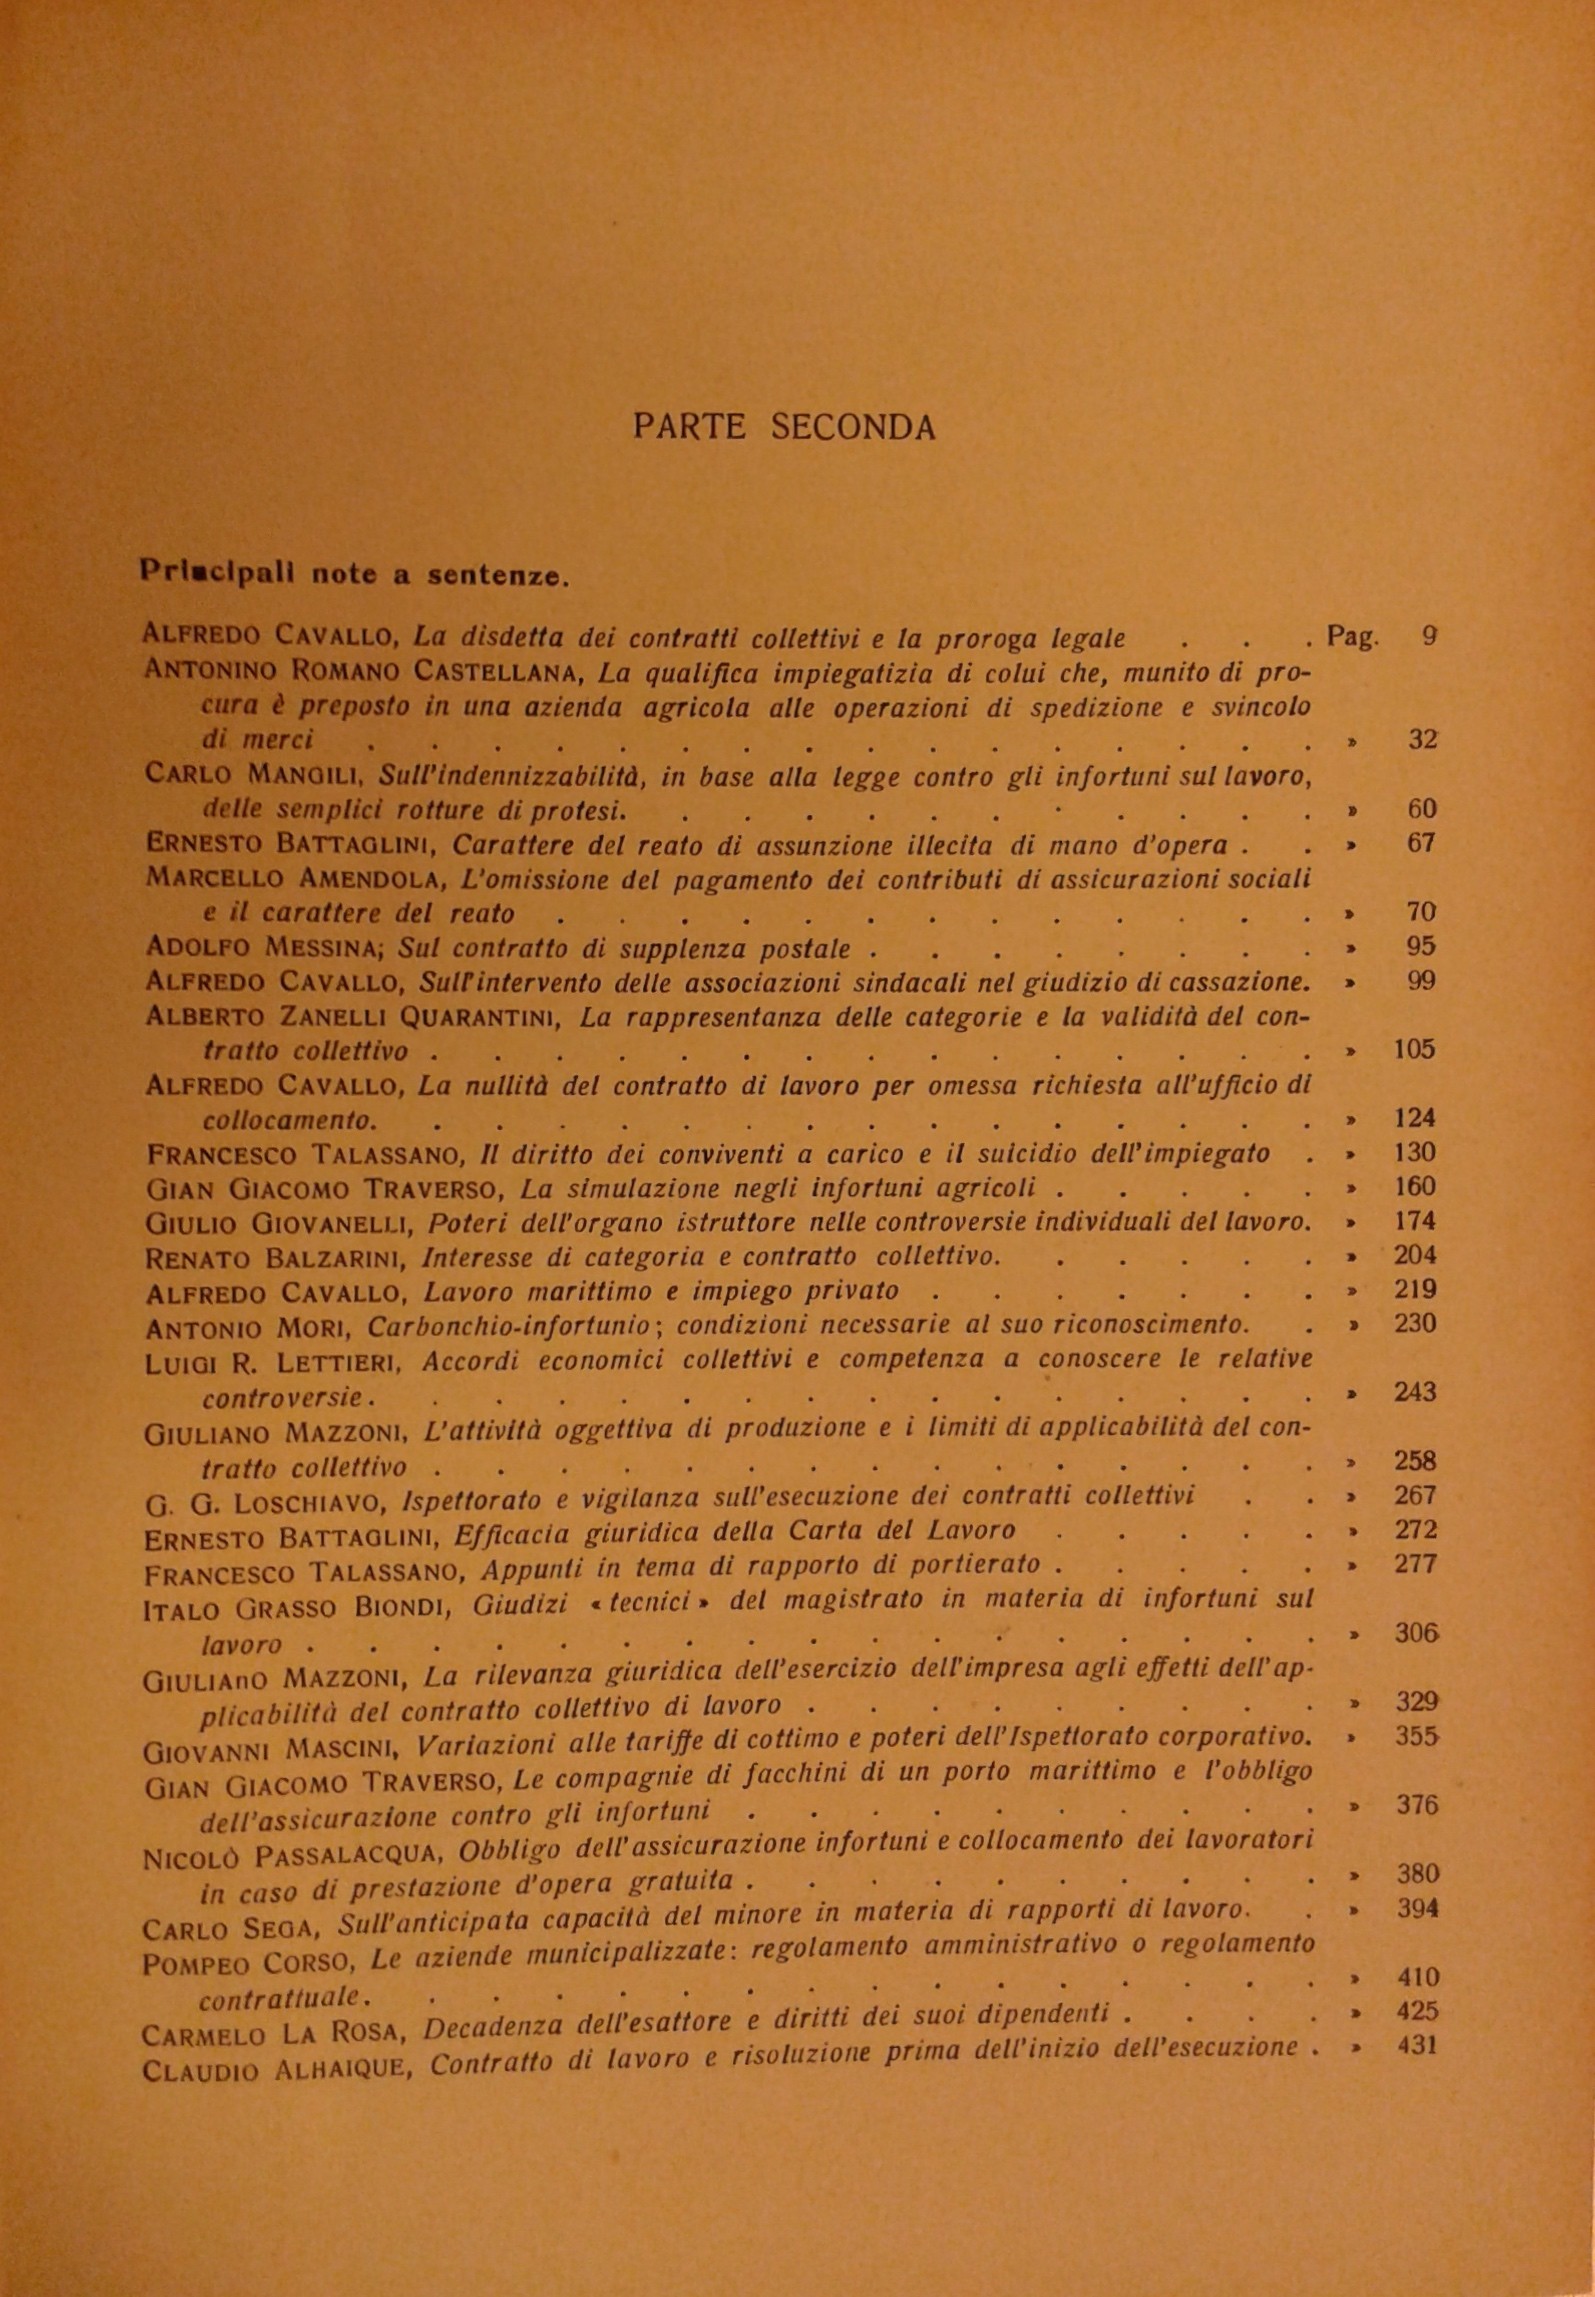 PARTE SECONDA
Principali note a sentenze.
ALFREDO CAVALLO, La disdetta dei contratti collettivi e la proroga legale . . . Pag. 9
ANTONINO ROMANO CASTELLANA, La qualifica impiegatizia di colui che, munito di pro-
cura è preposto in una azienda agricola alle operazioni di spedizione e svincolo
di merci . . . . . . . . . . . . . . . . » 32
CARLO MANGILI, Sull'indennizzabilità, in base alla legge contro gli infortuni sul lavoro,
delle semplici rotture di protesi. . . . . . . . . . . . » 60
ERNESTO BATTAGLINI, Carattere del reato di assunzione illecita di mano d'opera . . » 67
MARCELLO AMENDOLA, L'omissione del pagamento dei contributi di assicurazioni sociali
e il carattere del reato . . . . . . . . . . . . . » 70
ADOLFO MESSINA; Sul contratto di supplenza postale . . . . . . . . » 95
ALFREDO CAVALLO, Sull'intervento delle associazioni sindacali nel giudizio di cassazione. » 99
ALBERTO ZANELLI QUARANTINI, La rappresentanza delle categorie e la validità del con-
tratto collettivo . . . . . . . . . . . . . . . » 105
ALFREDO CAVALLO, La nullità del contratto di lavoro per omessa richiesta all'ufficio di
collocamento. . . . . . . . . . . . . . . . » 124
FRANCESCO TALASSANO, Il diritto dei conviventi a carico e il suicidio dell'impiegato . » 130
GIAN GIACOMO TRAVERSO, La simulazione negli infortuni agricoli . . . . . » 160
GIULIO GIOVANELLI, Poteri dell'organo istruttore nelle controversie individuali del lavoro. » 174
RENATO BALZARINI, Interesse di categoria e contratto collettivo. . . . . . » 204
ALFREDO CAVALLO, Lavoro marittimo e impiego privato . . . . . . . » 219
ANTONIO MORI, Carbonchio-infortunio; condizioni necessarie al suo riconoscimento. . » 230
LUIGI R. LETTIERI, Accordi economici collettivi e competenza a conoscere le relative
controversie. . . . . . . . . . . . . . . . » 243
GIULIANO MAZZONI, L'attività oggettiva di produzione e i limiti di applicabilità del con-
tratto collettivo . . . . . . . . . . . . . . . » 258
G. G. LOSCHIAVO, Ispettorato e vigilanza sull'esecuzione dei contratti collettivi . . » 267
ERNESTO BATTAGLINI, Efficacia giuridica della Carta del Lavoro . . . . . » 272
FRANCESCO TALASSANO, Appunti in tema di rapporto di portierato . . . . . » 277
ITALO GRASSO BIONDI, Giudizi « tecnici » del magistrato in materia di infortuni sul
lavoro . . . . . . . . . . . . . . . . . » 306
GIULIAnO MAZZONI, La rilevanza giuridica dell'esercizio dell'impresa agli effetti dell'ap-
plicabilità del contratto collettivo di lavoro . . . . . . . . . » 329
GIOVANNI MASCINI, Variazioni alle tariffe di cottimo e poteri dell'Ispettorato corporativo. » 355
GIAN GIACOMO TRAVERSO, Le compagnie di facchini di un porto marittimo e l'obbligo
dell'assicurazione contro gli infortuni . . . . . . . . . . » 376
NICOLÒ PASSALACQUA, Obbligo dell'assicurazione infortuni e collocamento dei lavoratori
in caso di prestazione d'opera gratuita . . . . . . . . . . » 380
CARLO SEGA, Sull'anticipata capacità del minore in materia di rapporti di lavoro. . » 394
POMPEO CORSO, Le aziende municipalizzate: regolamento amministrativo o regolamento
contrattuale. . . . . . . . . . . . . . . . » 410
CARMELO LA ROSA, Decadenza dell'esattore e diritti dei suoi dipendenti . . . . » 425
CLAUDIO ALHAIQUE, Contratto di lavoro e risoluzione prima dell'inizio dell'esecuzione . » 431